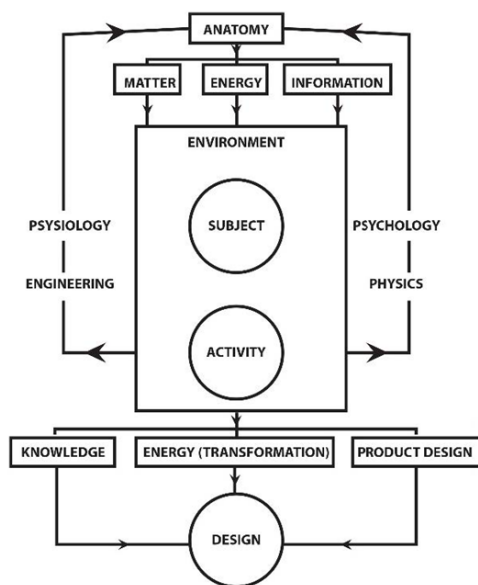 ANATOMY
MATTER
ENERGY
INFORMATION
ENVIRONMENT
SUBJECT
PSYSIOLOGY
PSYCHOLOGY
ENGINEERING
PHYSICS
ACTIVITY
KNOWLEDGE
ENERGY (TRANSFORMATION)
PRODUCT DESIGN
DESIGN